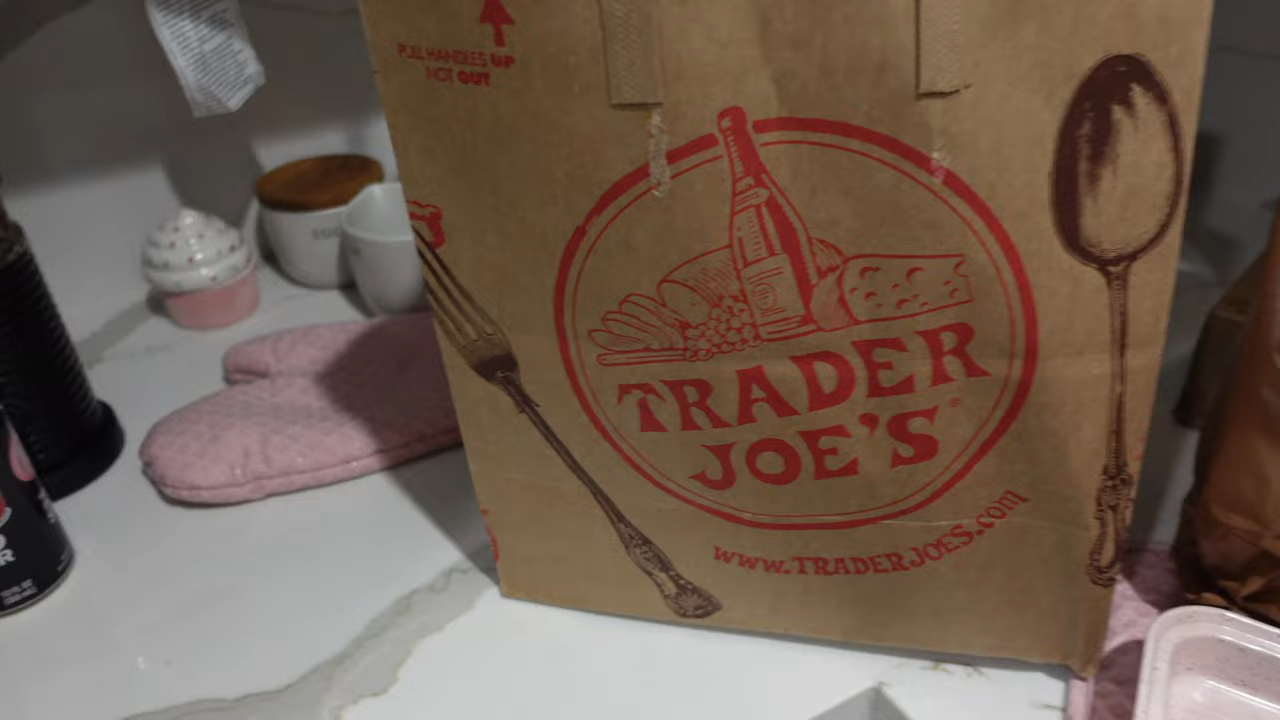 PULL HANDLES UP
NOT OUT
TRADER
JOE'S®
www.TRADERJOES.com